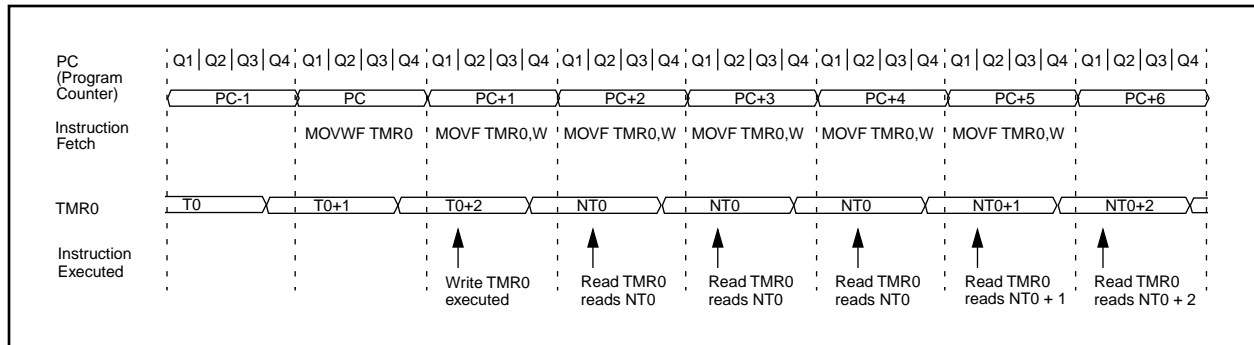 PC
(Program
Counter)
Q1 Q2 Q3 Q4 Q1 Q2 Q3 Q4 Q1 Q2 Q3 Q4 Q1 Q2 Q3 Q4 Q1 Q2 Q3 Q4 Q1 Q2 Q3 Q4 Q1 Q2 Q3 Q4 Q1 Q2 Q3 Q4
PC-1 PC PC+1 PC+2 PC+3 PC+4 PC+5 PC+6
Instruction
Fetch
MOVWF TMR0 MOVF TMR0,W MOVF TMR0,W MOVF TMR0,W MOVF TMR0,W MOVF TMR0,W
TMR0
T0 T0+1 T0+2 NT0 NT0 NT0 NT0+1 NT0+2
Instruction
Executed
Write TMR0
executed
Read TMR0
reads NT0
Read TMR0
reads NT0
Read TMR0
reads NT0
Read TMR0
reads NT0 + 1
Read TMR0
reads NT0 + 2